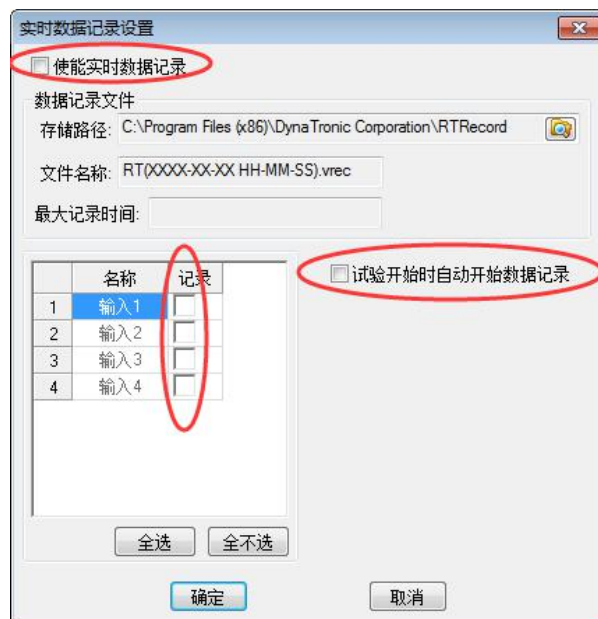 实时数据记录设置
使能实时数据记录
数据记录文件
存储路径: C:\Program Files (x86)\DynaTronic Corporation\RTRecord
文件名称: RT(XXXX-XX-XX HH-MM-SS).vrec
最大记录时间:
名称 记录
1 输入1
2 输入2
3 输入3
4 输入4
试验开始时自动开始数据记录
全选 全不选
确定 取消